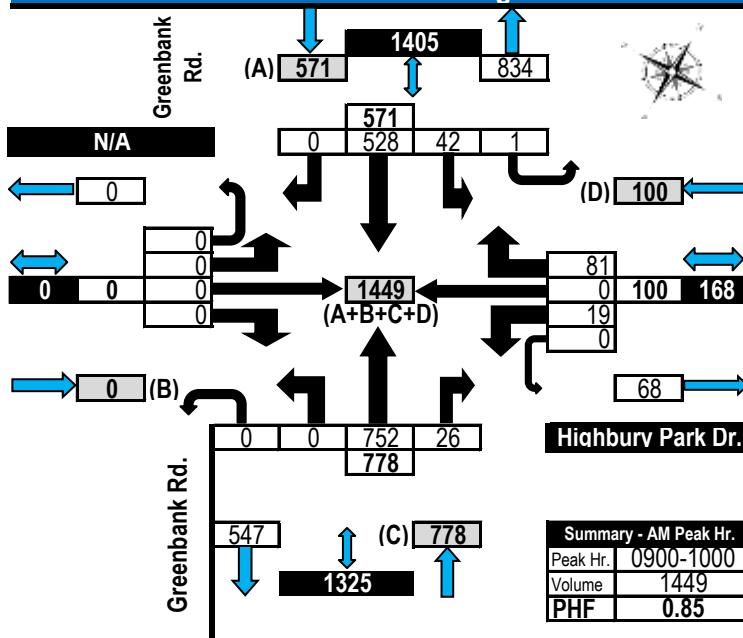 Greenbank Rd.
1405
(A) 571 834
571
0 528 42 1
N/A
0
(D) 100
0
0
0 0 0
0
1449
(A+B+C+D)
81
0 100 168
19
0
0 (B)
68
0 0 752 26
778
Highbury Park Dr.
Greenbank Rd.
547 (C) 778
1325
Summary - AM Peak Hr.
Peak Hr. 0900-1000
Volume 1449
PHF 0.85